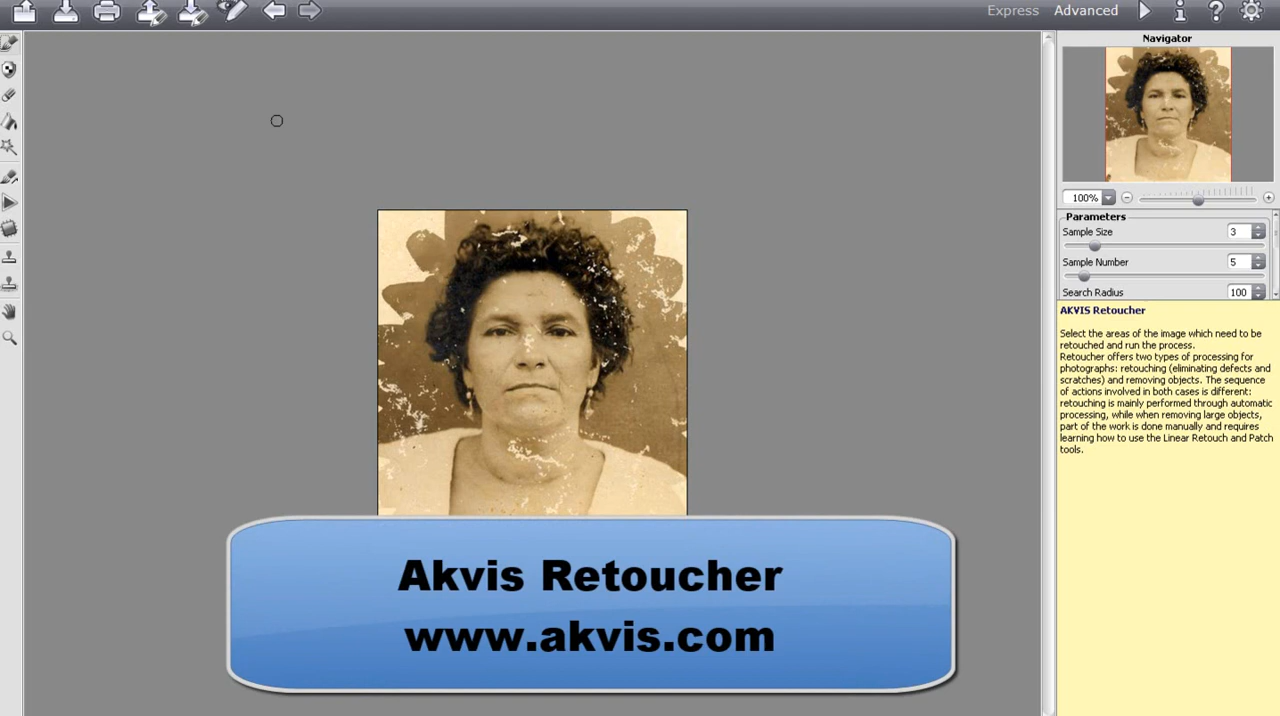 Express Advanced
Navigator
100%
Parameters
Sample Size 3
Sample Number 5
Search Radius 100
AKVIS Retoucher
Select the areas of the image which need to be
retouched and run the process.
Retoucher offers two types of processing for
photographs: retouching (eliminating defects and
scratches) and removing objects. The sequence
of actions involved in both cases is different:
retouching is mainly performed through automatic
processing, while when removing large objects,
part of the work is done manually and requires
learning how to use the Linear Retouch and Patch
tools.
Akvis Retoucher
www.akvis.com